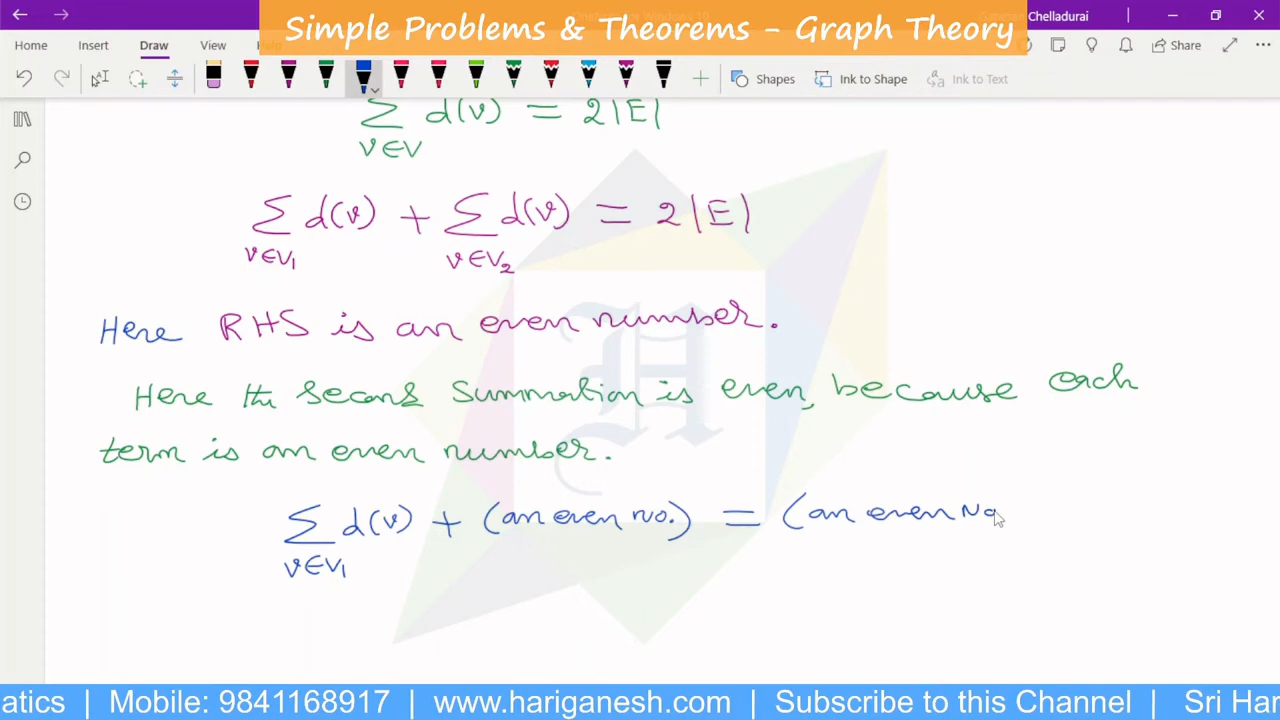 Simple Problems & Theorems - Graph Theory
Chelladurai
Home Insert Draw View Share
Shapes Ink to Shape Ink to Text
∑ d(v) = 2|E|
v∈V
∑ d(v) + ∑ d(v) = 2|E|
v∈V₁ v∈V₂
Here RHS is an even number.
Here the second summation is even, because each
term is an even number.
∑ d(v) + (an even no.) = (an even No
v∈V₁
atics | Mobile: 9841168917 | www.hariganesh.com | Subscribe to this Channel | Sri Har